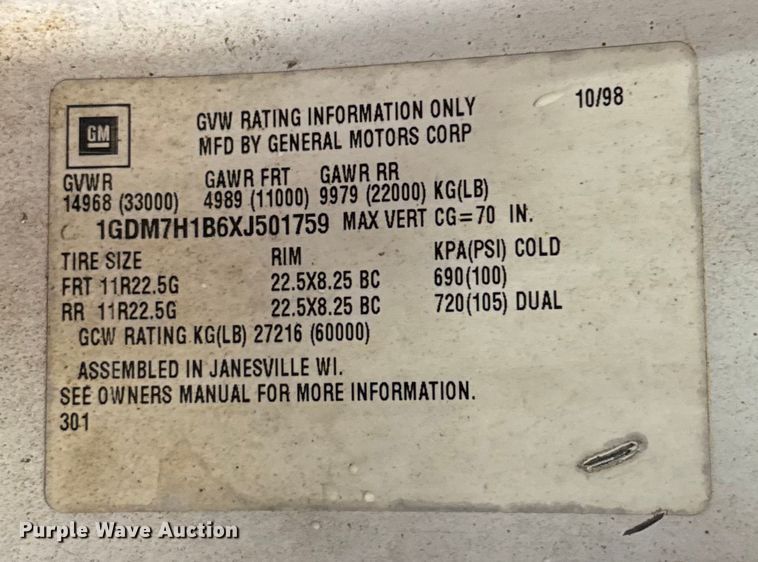 GM
GVW RATING INFORMATION ONLY 10/98
MFD BY GENERAL MOTORS CORP
GVWR GAWR FRT GAWR RR
14968 (33000) 4989 (11000) 9979 (22000) KG(LB)
1GDM7H1B6XJ501759 MAX VERT CG=70 IN.
TIRE SIZE RIM KPA(PSI) COLD
FRT 11R22.5G 22.5X8.25 BC 690(100)
RR 11R22.5G 22.5X8.25 BC 720(105) DUAL
GCW RATING KG(LB) 27216 (60000)
ASSEMBLED IN JANESVILLE WI.
SEE OWNERS MANUAL FOR MORE INFORMATION.
301
Purple Wave Auction